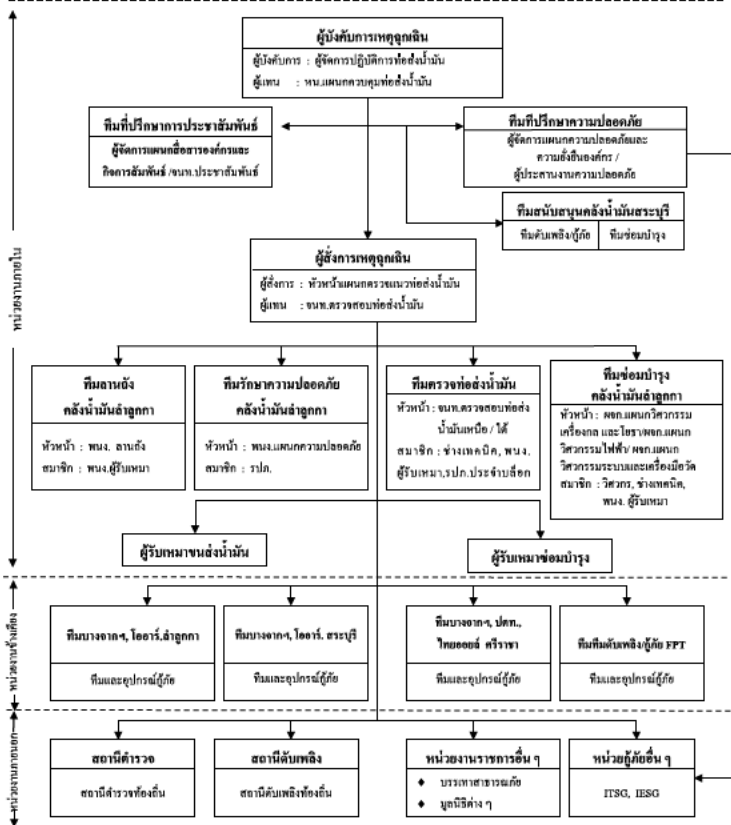 ผู้บังคับการเหตุฉุกเฉิน
ผู้บังคับการ : ผู้จัดการปฏิบัติการท่อส่งน้ำมัน
ผู้แทน : หน.แผนกควบคุมท่อส่งน้ำมัน
ทีมที่ปรึกษาการประชาสัมพันธ์
ผู้จัดการแผนกสื่อสารองค์กรและ
กิจการสัมพันธ์ /จนท.ประชาสัมพันธ์
ทีมที่ปรึกษาความปลอดภัย
ผู้จัดการแผนกความปลอดภัยและ
ความยั่งยืนองค์กร /
ผู้ประสานงานความปลอดภัย
ทีมสนับสนุนคลังน้ำมันสระบุรี
ทีมดับเพลิง/กู้ภัย
ทีมซ่อมบำรุง
หน่วยงานภายใน
ผู้สั่งการเหตุฉุกเฉิน
ผู้สั่งการ : หัวหน้าแผนกตรวจแนวท่อส่งน้ำมัน
ผู้แทน : จนท.ตรวจสอบท่อส่งน้ำมัน
ทีมลานถัง
คลังน้ำมันลำลูกกา
หัวหน้า : พนง. ลานถัง
สมาชิก : พนง.ผู้รับเหมา
ทีมรักษาความปลอดภัย
คลังน้ำมันลำลูกกา
หัวหน้า : พนง.แผนกความปลอดภัย
สมาชิก : รปภ.
ทีมตรวจท่อส่งน้ำมัน
หัวหน้า : จนท.ตรวจสอบท่อส่ง
น้ำมันเหนือ / ใต้
สมาชิก : ช่างเทคนิค, พนง.
ผู้รับเหมา,รปภ.ประจำบล็อก
ทีมซ่อมบำรุง
คลังน้ำมันลำลูกกา
หัวหน้า : ผจก.แผนกวิศวกรรม
เครื่องกล และโยธา/ผจก.แผนก
วิศวกรรมไฟฟ้า/ ผจก.แผนก
วิศวกรรมระบบและเครื่องมือวัด
สมาชิก : วิศวกร, ช่างเทคนิค,
พนง. ผู้รับเหมา
ผู้รับเหมาขนส่งน้ำมัน
ผู้รับเหมาซ่อมบำรุง
หน่วยงานข้างเคียง
ทีมบางจากฯ, โออาร์.ลำลูกกา
ทีมและอุปกรณ์กู้ภัย
ทีมบางจากฯ, โออาร์. สระบุรี
ทีมและอุปกรณ์กู้ภัย
ทีมบางจากฯ, ปตท.,
ไทยออยล์ ศรีราชา
ทีมและอุปกรณ์กู้ภัย
ทีมทีมดับเพลิง/กู้ภัย FPT
ทีมและอุปกรณ์กู้ภัย
หน่วยงานภายนอก
สถานีตำรวจ
สถานีตำรวจท้องถิ่น
สถานีดับเพลิง
สถานีดับเพลิงท้องถิ่น
หน่วยงานราชการอื่น ๆ
♦ บรรเทาสาธารณภัย
♦ มูลนิธิต่าง ๆ
หน่วยกู้ภัยอื่น ๆ
ITSG, IESG